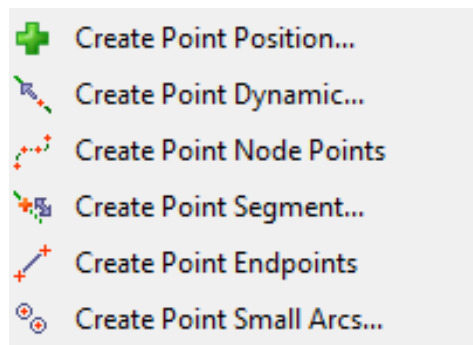 Create Point Position...
Create Point Dynamic...
Create Point Node Points
Create Point Segment...
Create Point Endpoints
Create Point Small Arcs...